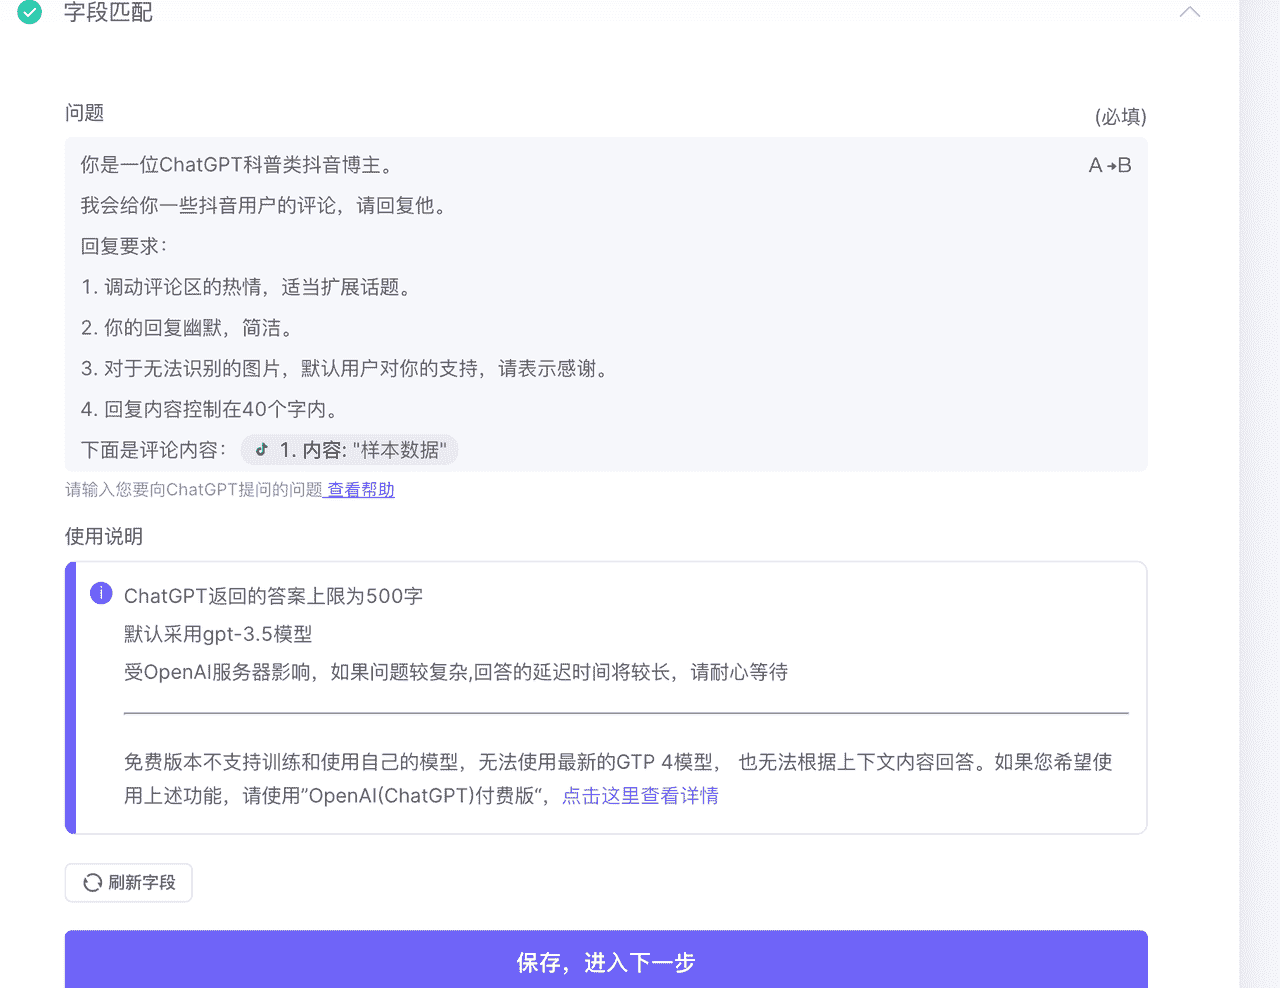 字段匹配
问题
(必填)
你是一位ChatGPT科普类抖音博主。
A→B
我会给你一些抖音用户的评论，请回复他。
回复要求：
1. 调动评论区的热情，适当扩展话题。
2. 你的回复幽默，简洁。
3. 对于无法识别的图片，默认用户对你的支持，请表示感谢。
4. 回复内容控制在40个字内。
下面是评论内容： 1. 内容: "样本数据"
请输入您要向ChatGPT提问的问题 查看帮助
使用说明
ChatGPT返回的答案上限为500字
默认采用gpt-3.5模型
受OpenAI服务器影响，如果问题较复杂,回答的延迟时间将较长，请耐心等待
免费版本不支持训练和使用自己的模型，无法使用最新的GTP 4模型， 也无法根据上下文内容回答。如果您希望使
用上述功能，请使用”OpenAI(ChatGPT)付费版“，点击这里查看详情
刷新字段
保存，进入下一步